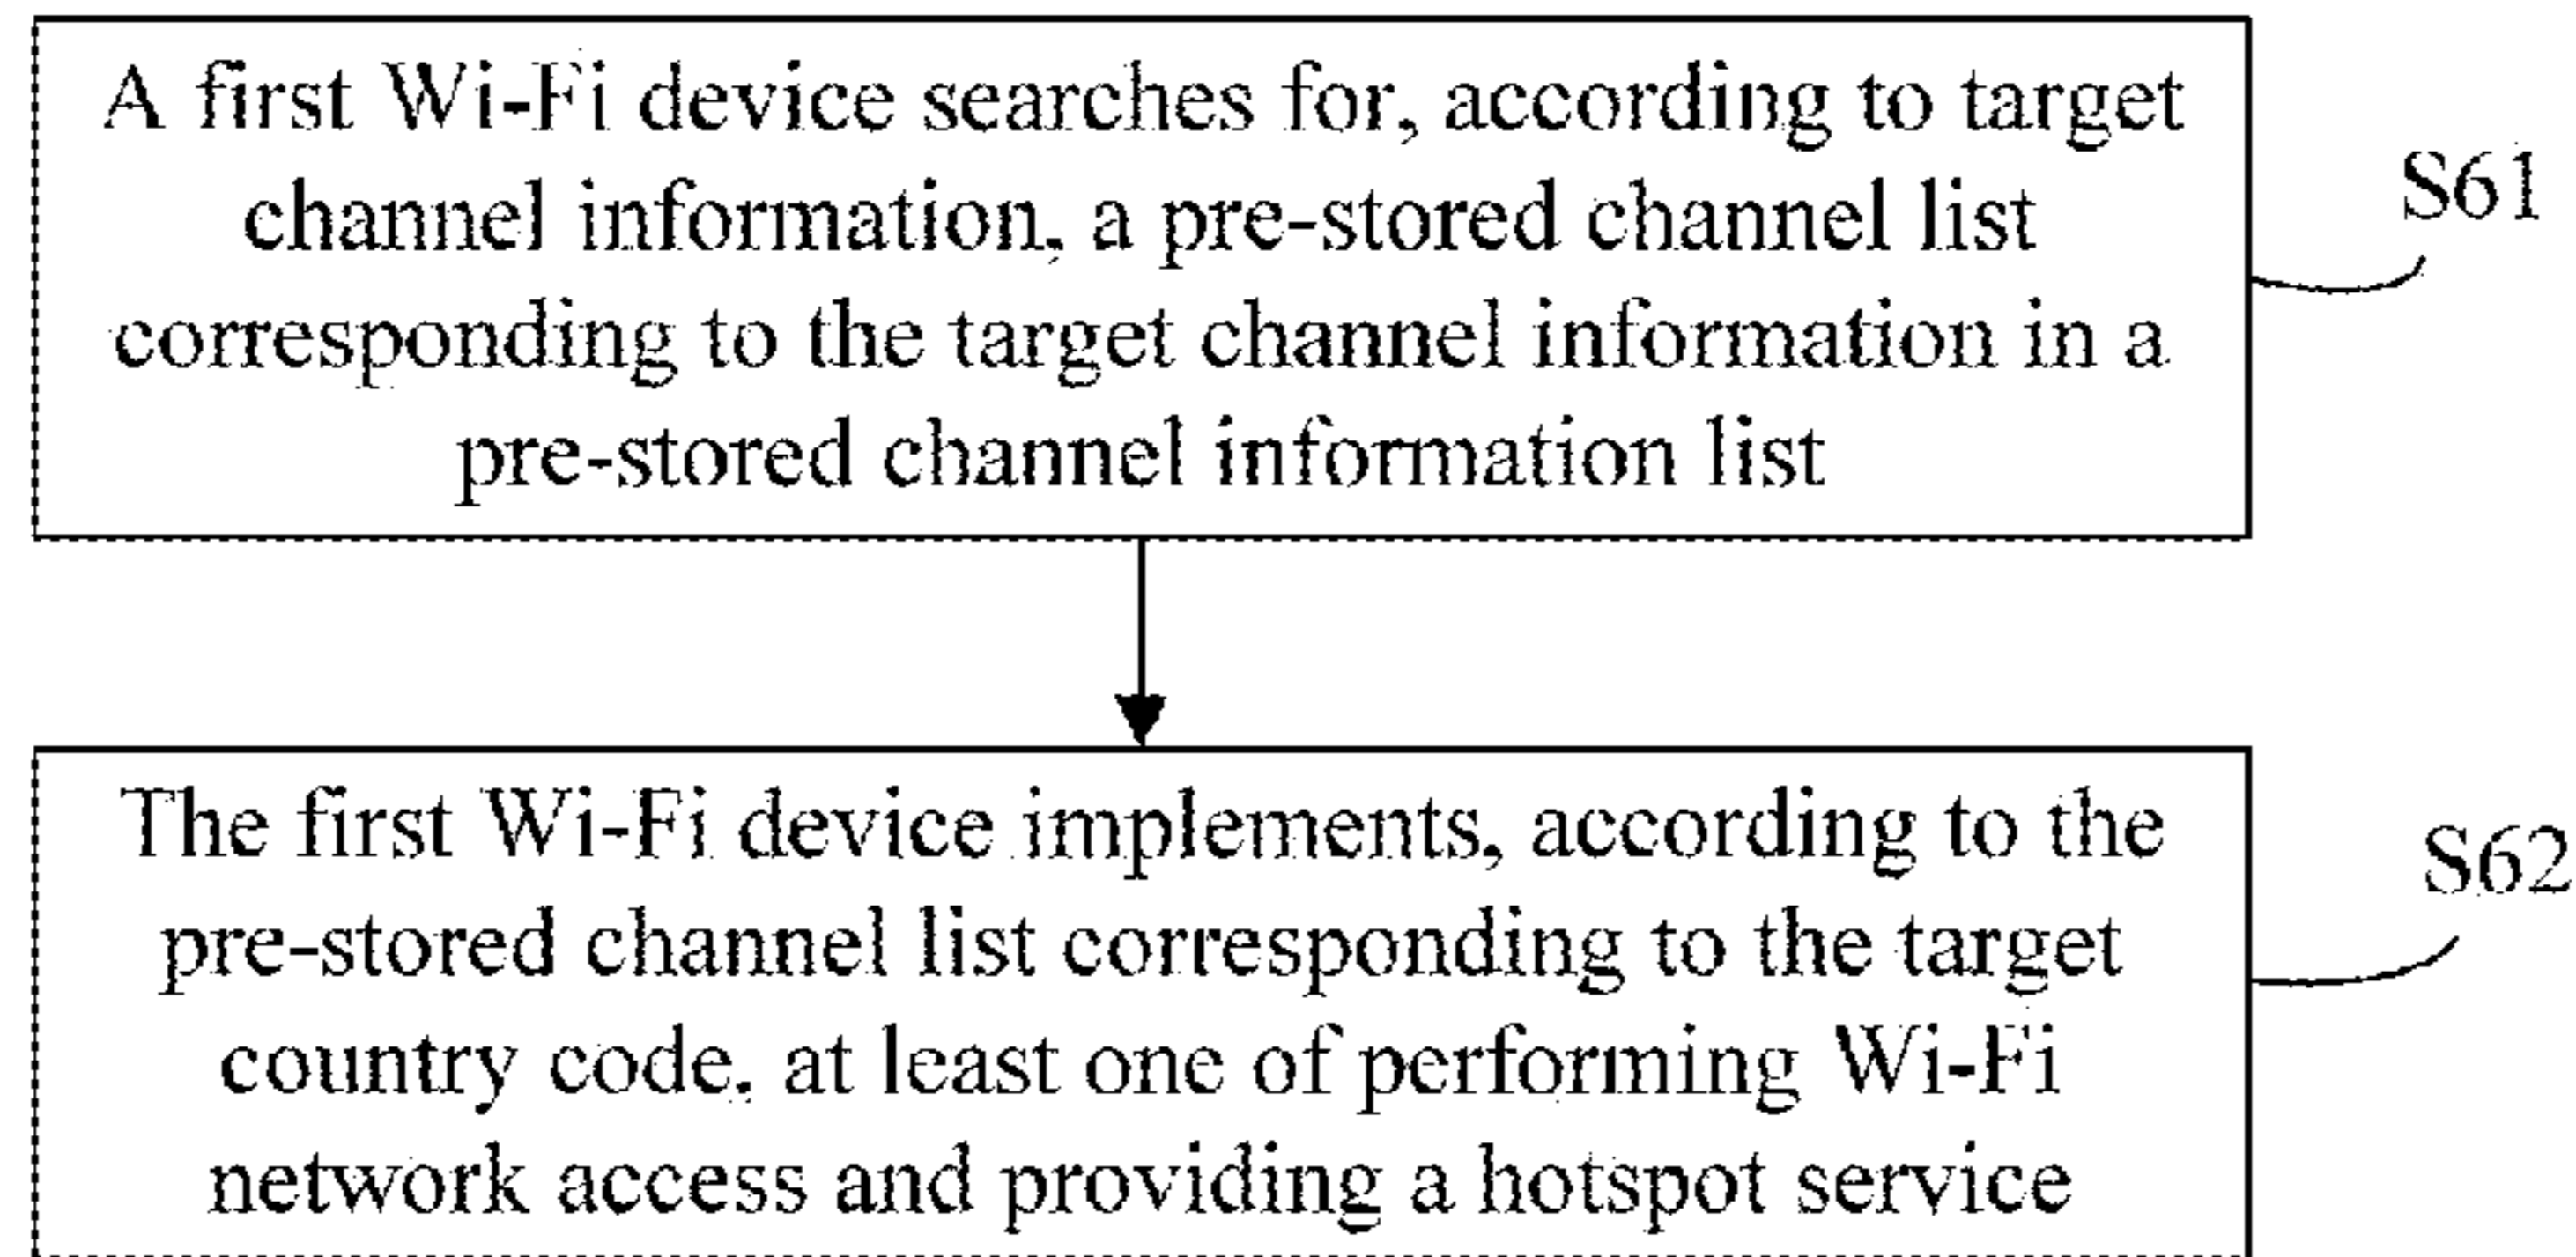 A first Wi-Fi device searches for, according to target
channel information, a pre-stored channel list
corresponding to the target channel information in a
pre-stored channel information list
S61
The first Wi-Fi device implements, according to the
pre-stored channel list corresponding to the target
country code, at least one of performing Wi-Fi
network access and providing a hotspot service
S62